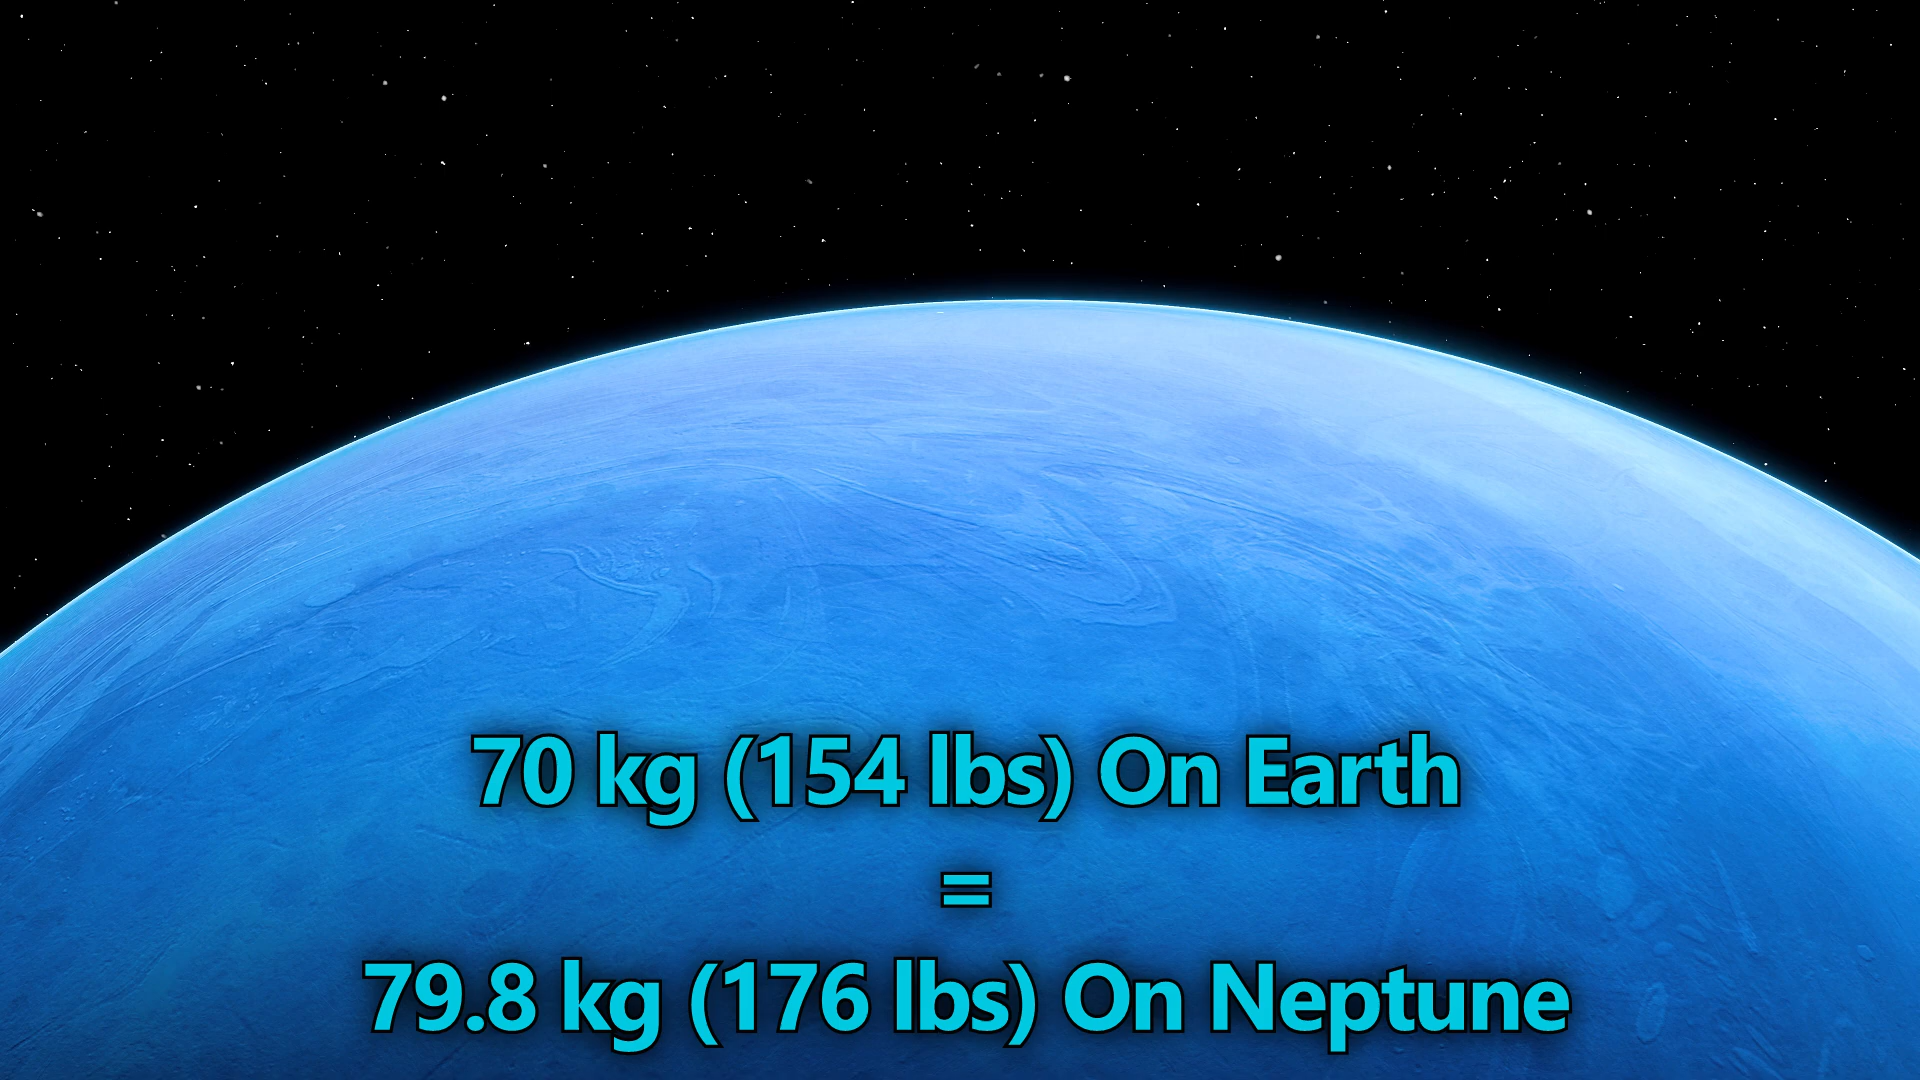 70 kg (154 lbs) On Earth
=
79.8 kg (176 lbs) On Neptune